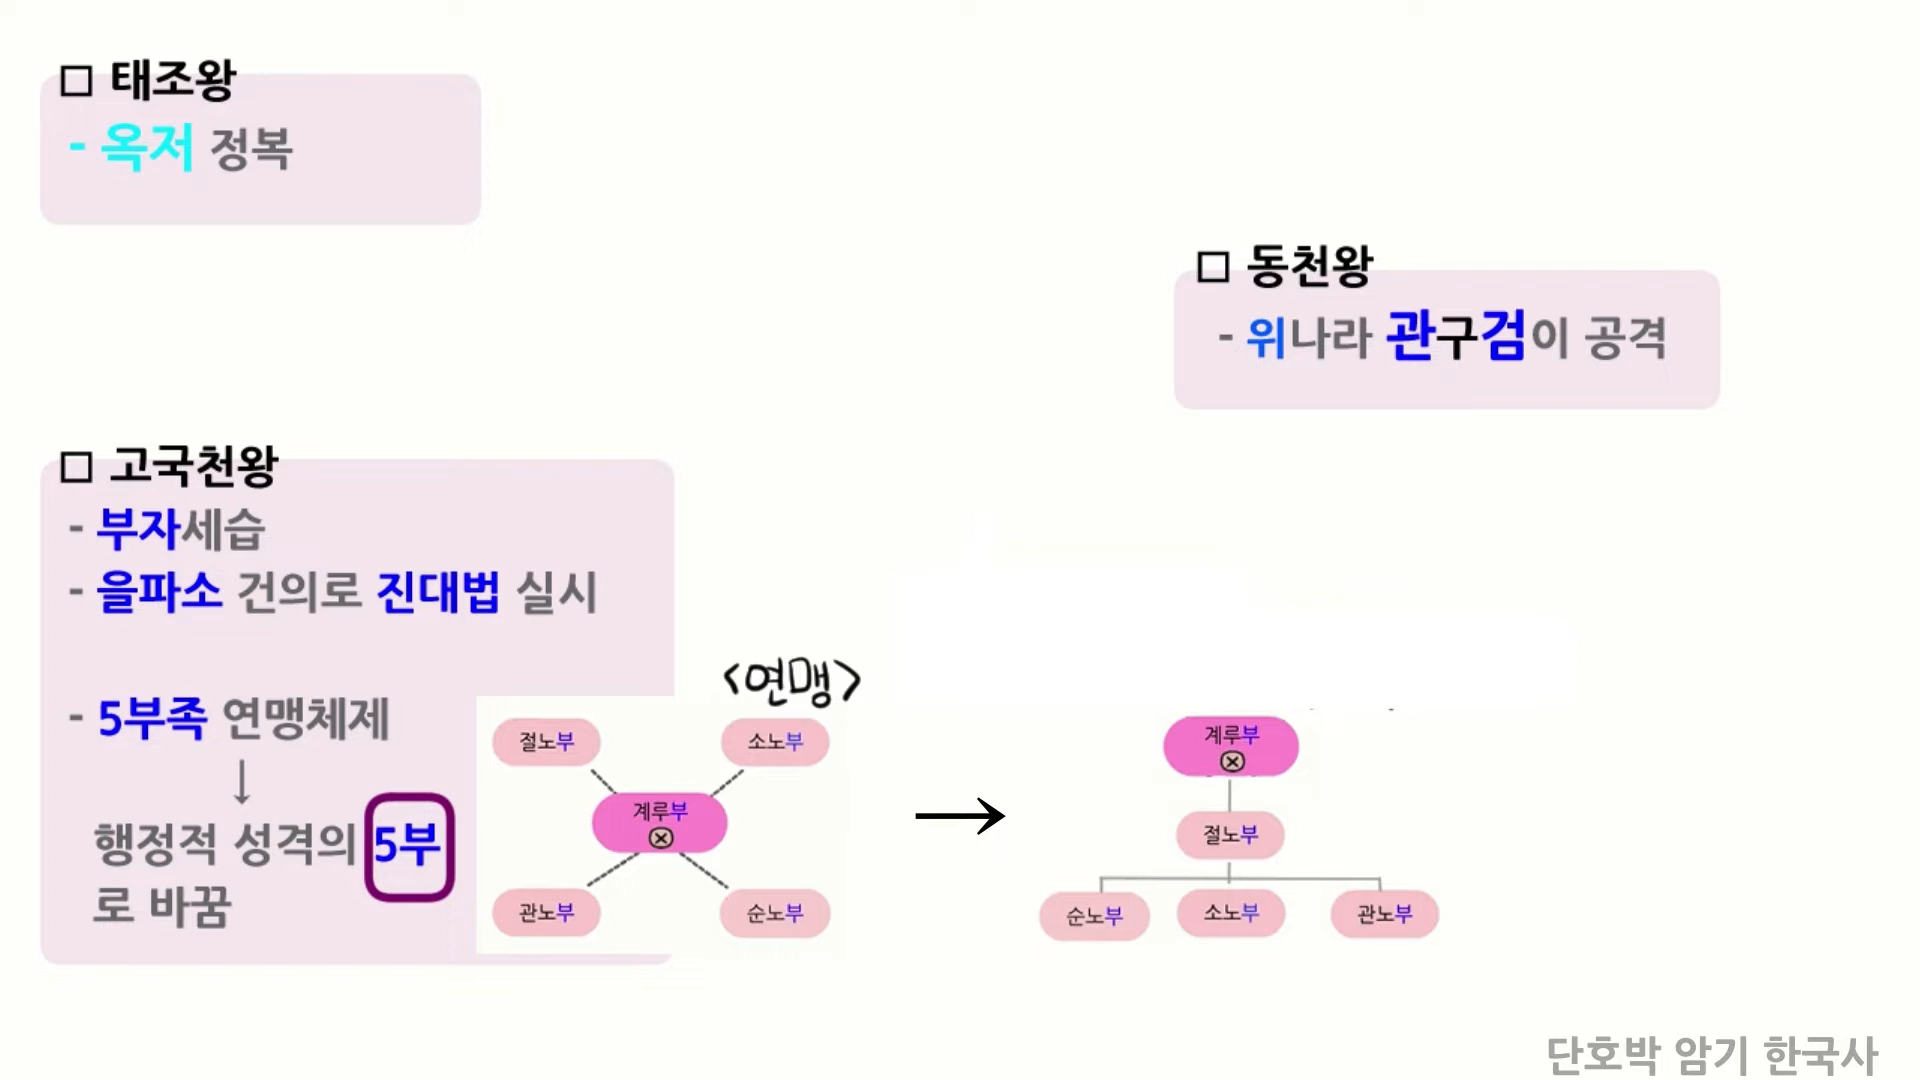 □ 태조왕
- 옥저 정복
□ 동천왕
- 위나라 관구검이 공격
□ 고국천왕
- 부자세습
- 을파소 건의로 진대법 실시
- 5부족 연맹체제
↓
행정적 성격의 5부
로 바꿈
<연맹>
절노부
소노부
계루부
관노부
순노부
→
계루부
절노부
순노부
소노부
관노부
단호박 암기 한국사